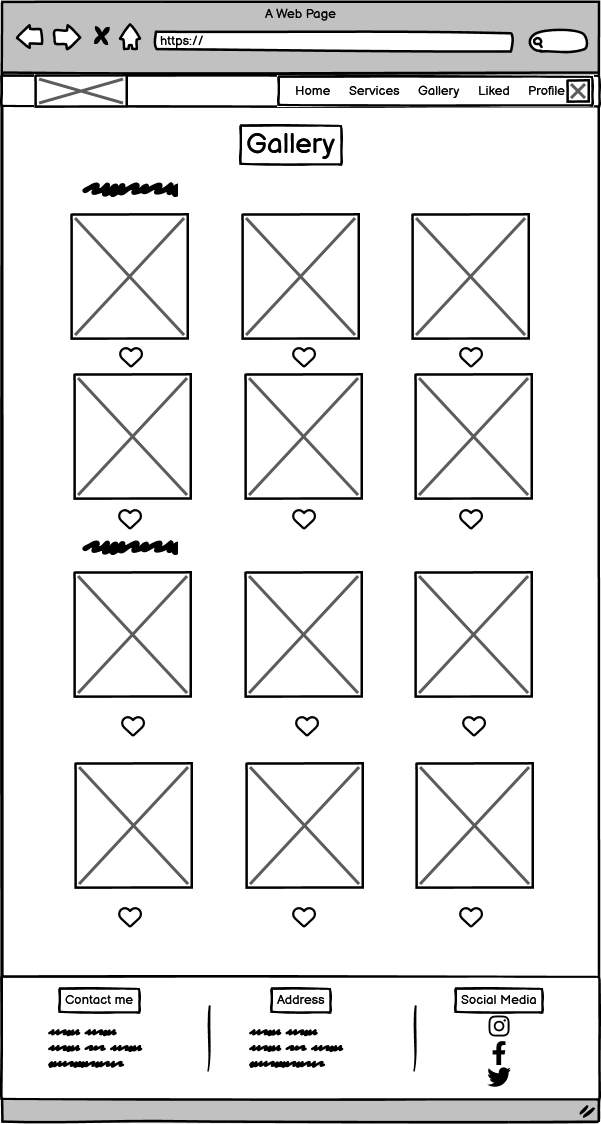 A Web Page
https://
Home Services Gallery Liked Profile
Gallery
Contact me Address Social Media